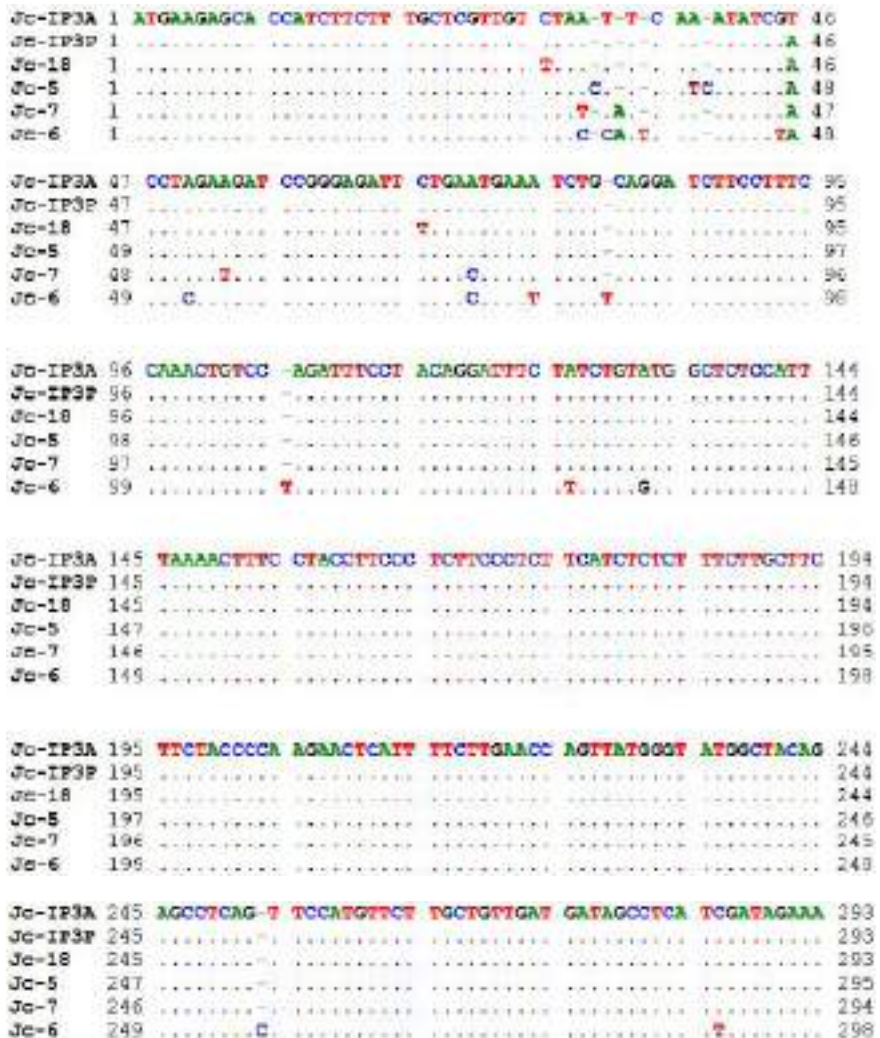 Jc-IP3A 1 ATGAAGAGCA CCATCTTCTT TGCTCGTTGT CTAA-T-T-C AA-ATATCGT 46
Jc-IP3P 1 .......... .......... .......... ....-.-.-. ..-......A 46
Jc-18 1 .......... .......... .......... T...-.-.-. ..-......A 46
Jc-5 1
Jc-7 1
Jc-6 1
Jc-IP3A 47 CCTAGAAGAT CCGGGAGATT CTGAATGAAA TCTG-CAGGA TCTTCCTTTC 95
Jc-IP3P 47 .......... .......... .......... ....-..... .......... 95
Jc-18 47 .......... .......... T......... ....-..... .......... 95
Jc-5 49 .......... .......... .......... ....-..... .......... 97
Jc-7 48 .....T.... .......... ...C...... ....-..... .......... 96
Jc-6 49 ..C....... .......... ...C....T. ....T..... .......... 98
Jc-IP3A 96 CAAACTGTCC -AGATTTCCT ACAGGATTTC TATCTGTATG GCTCTCCATT 144
Jc-IP3P 96 .......... -......... .......... .......... .......... 144
Jc-18 96 .......... -......... .......... .......... .......... 144
Jc-5 98 .......... -......... .......... .......... .......... 146
Jc-7 97 .......... -......... .......... .......... .......... 145
Jc-6 99 .......... T......... .......... T.....G... .......... 148
Jc-IP3A 145 TAAAACTTTC CTACCTTCCC TCTTCCCTCT TCATCTCTCT TTCTTGCTTC 194
Jc-IP3P 145 .......... .......... .......... .......... .......... 194
Jc-18 145 .......... .......... .......... .......... .......... 194
Jc-5 147 .......... .......... .......... .......... .......... 196
Jc-7 146 .......... .......... .......... .......... .......... 195
Jc-6 149 .......... .......... .......... .......... .......... 198
Jc-IP3A 195 TTCTACCCCA AGAACTCATT TTCTTGAACC AGTTATGGGT ATGGCTACAG 244
Jc-IP3P 195 .......... .......... .......... .......... .......... 244
Jc-18 195 .......... .......... .......... .......... .......... 244
Jc-5 197 .......... .......... .......... .......... .......... 246
Jc-7 196 .......... .......... .......... .......... .......... 245
Jc-6 199 .......... .......... .......... .......... .......... 248
Jc-IP3A 245 AGCCTCAG-T TCCATGTTCT TGCTGTTGAT GATAGCCTCA TCGATAGAAA 293
Jc-IP3P 245 ........-. .......... .......... .......... .......... 293
Jc-18 245 ........-. .......... .......... .......... .......... 293
Jc-5 247 ........-. .......... .......... .......... .......... 295
Jc-7 246 ........-. .......... .......... .......... .......... 294
Jc-6 249 ........C. .......... .......... .......... .T........ 298